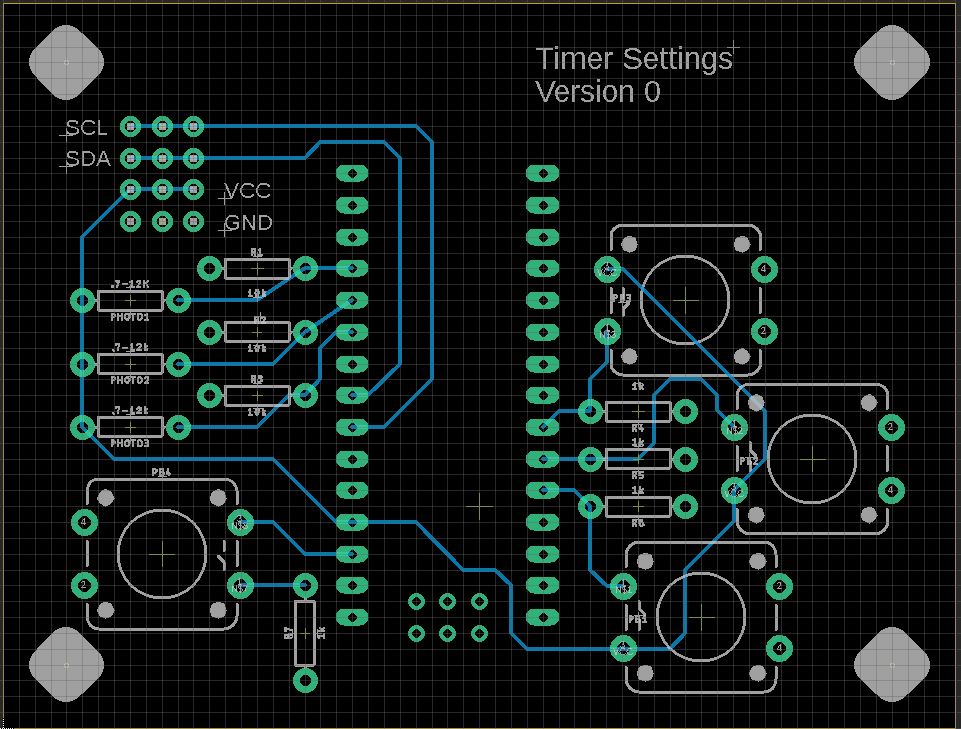 Timer Settings
Version 0
SCL
SDA
VCC
GND
R1
10k
.7-12K
PHOTO1
R2
10k
.7-12k
PHOTO2
R3
10k
.7-12k
PHOTO3
PB4
4
2
R7
1k
PB3
4
2
1k
R4
1k
R5
1k
R6
PB2
2
4
PB1
2
4